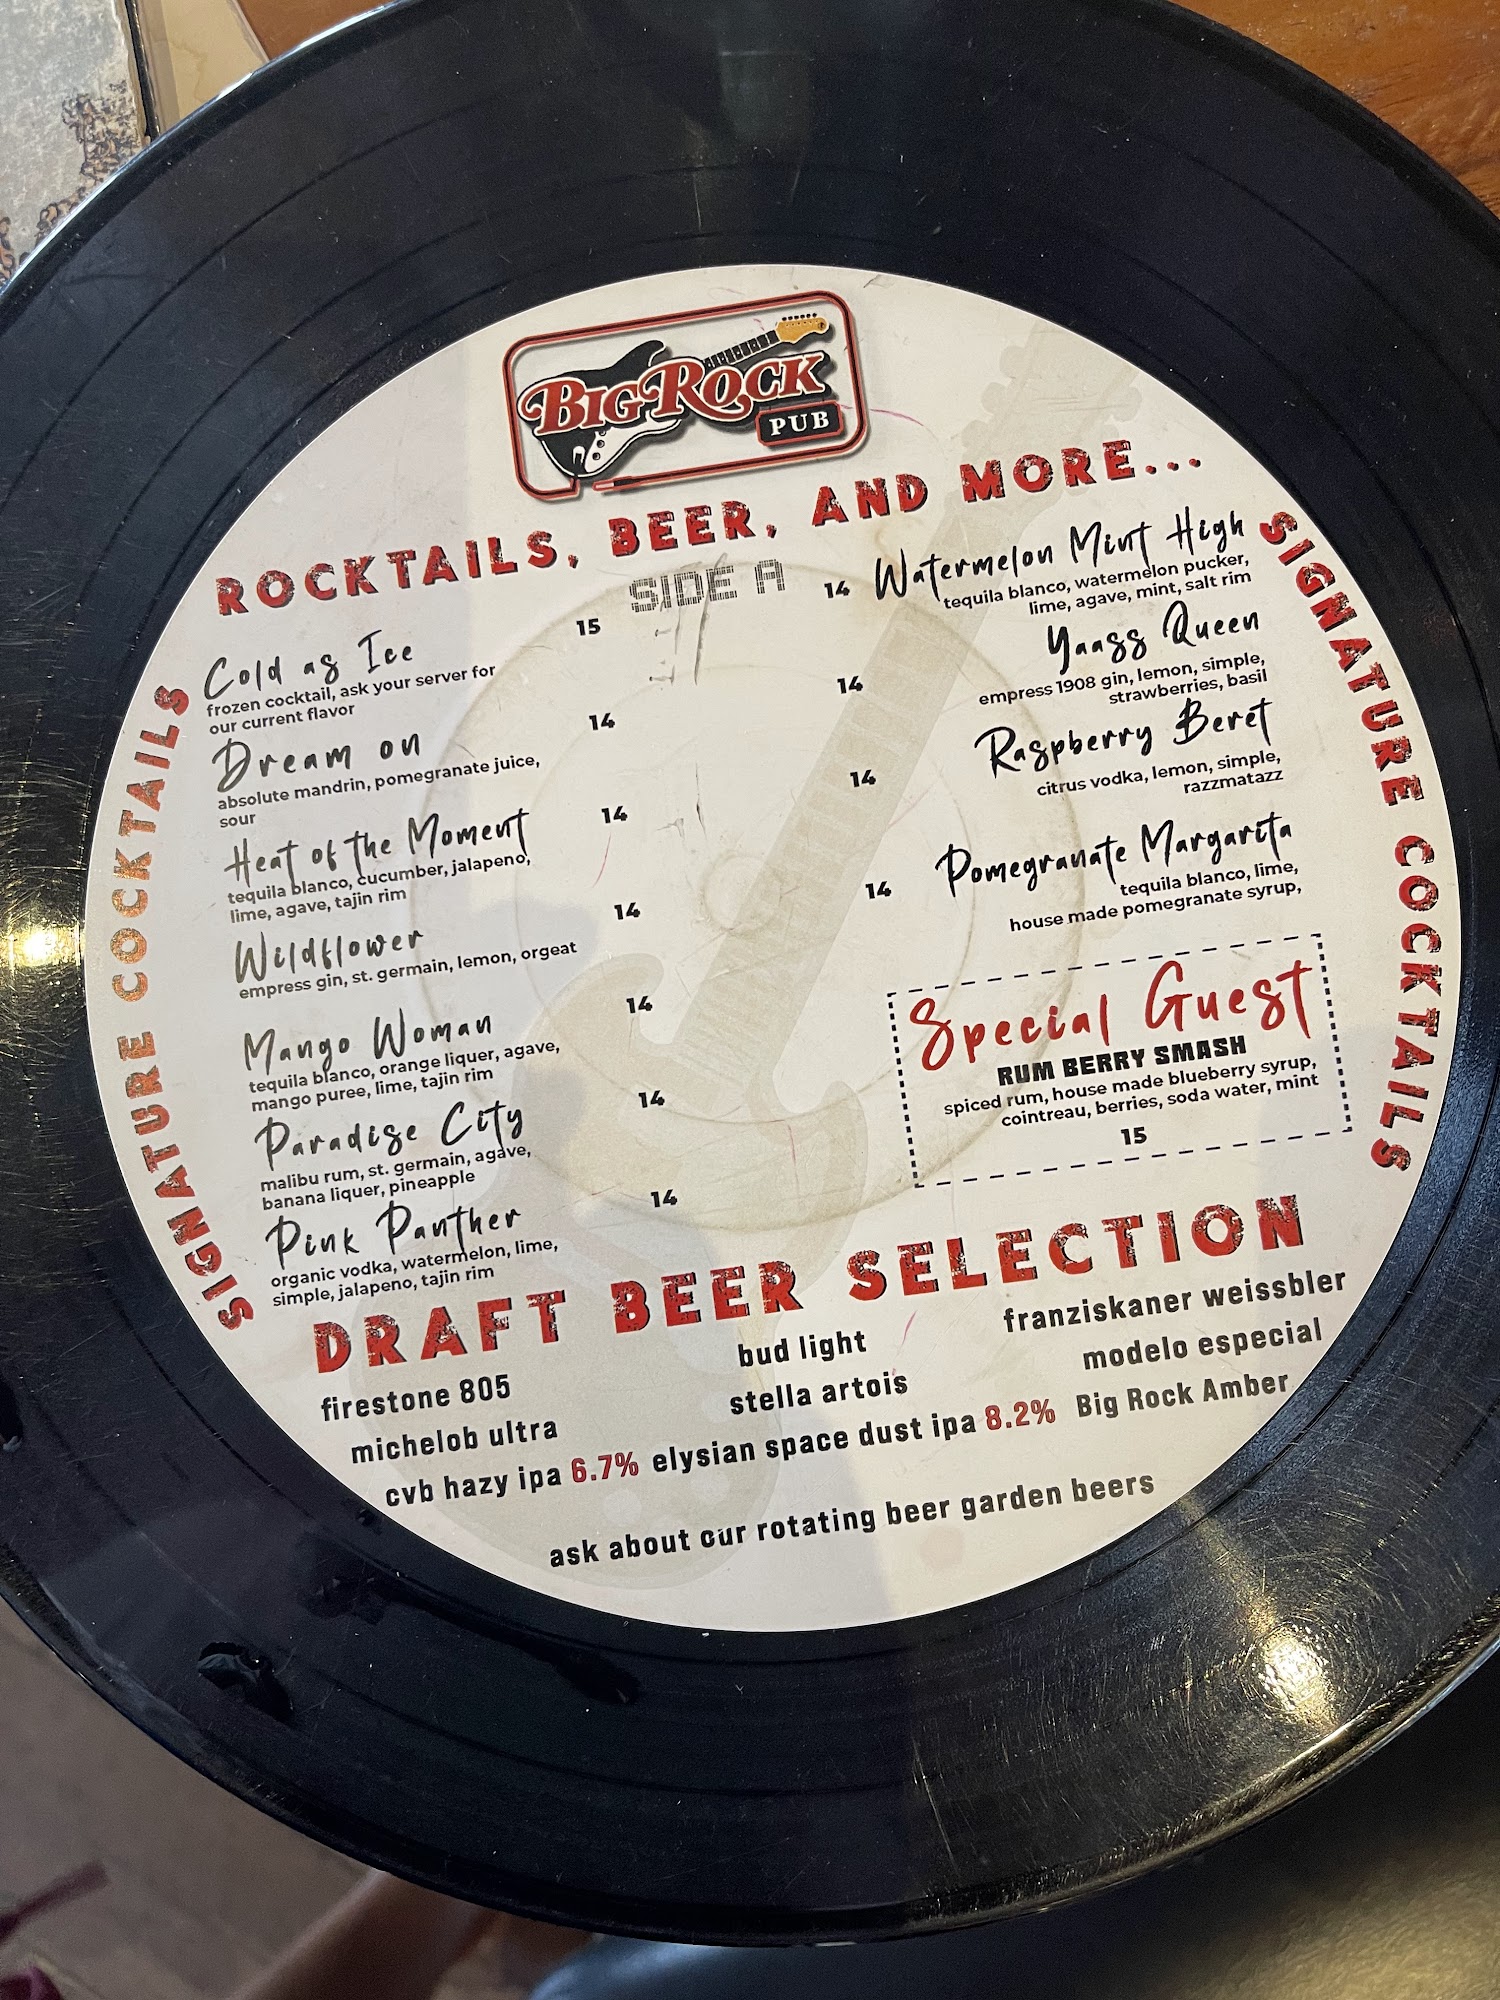 BIG ROCK
PUB
ROCKTAILS, BEER, AND MORE...
SIDE A
SIGNATURE COCKTAILS
Cold as Ice 15
frozen cocktail, ask your server for
our current flavor
Dream on 14
absolute mandrin, pomegranate juice,
sour
Heat of the Moment 14
tequila blanco, cucumber, jalapeno,
lime, agave, tajin rim
Wildflower 14
empress gin, st. germain, lemon, orgeat
Mango Woman 14
tequila blanco, orange liquer, agave,
mango puree, lime, tajin rim
Paradise City 14
malibu rum, st. germain, agave,
banana liquer, pineapple
Pink Panther 14
organic vodka, watermelon, lime,
simple, jalapeno, tajin rim
SIGNATURE COCKTAILS
14 Watermelon Mint High
tequila blanco, watermelon pucker,
lime, agave, mint, salt rim
14 Yaass Queen
empress 1908 gin, lemon, simple,
strawberries, basil
14 Raspberry Beret
citrus vodka, lemon, simple,
razzmatazz
14 Pomegranate Margarita
tequila blanco, lime,
house made pomegranate syrup,
Special Guest
RUM BERRY SMASH
spiced rum, house made blueberry syrup,
cointreau, berries, soda water, mint
15
DRAFT BEER SELECTION
firestone 805
bud light
franziskaner weissbler
michelob ultra
stella artois
modelo especial
cvb hazy ipa 6.7% elysian space dust ipa 8.2% Big Rock Amber
ask about our rotating beer garden beers